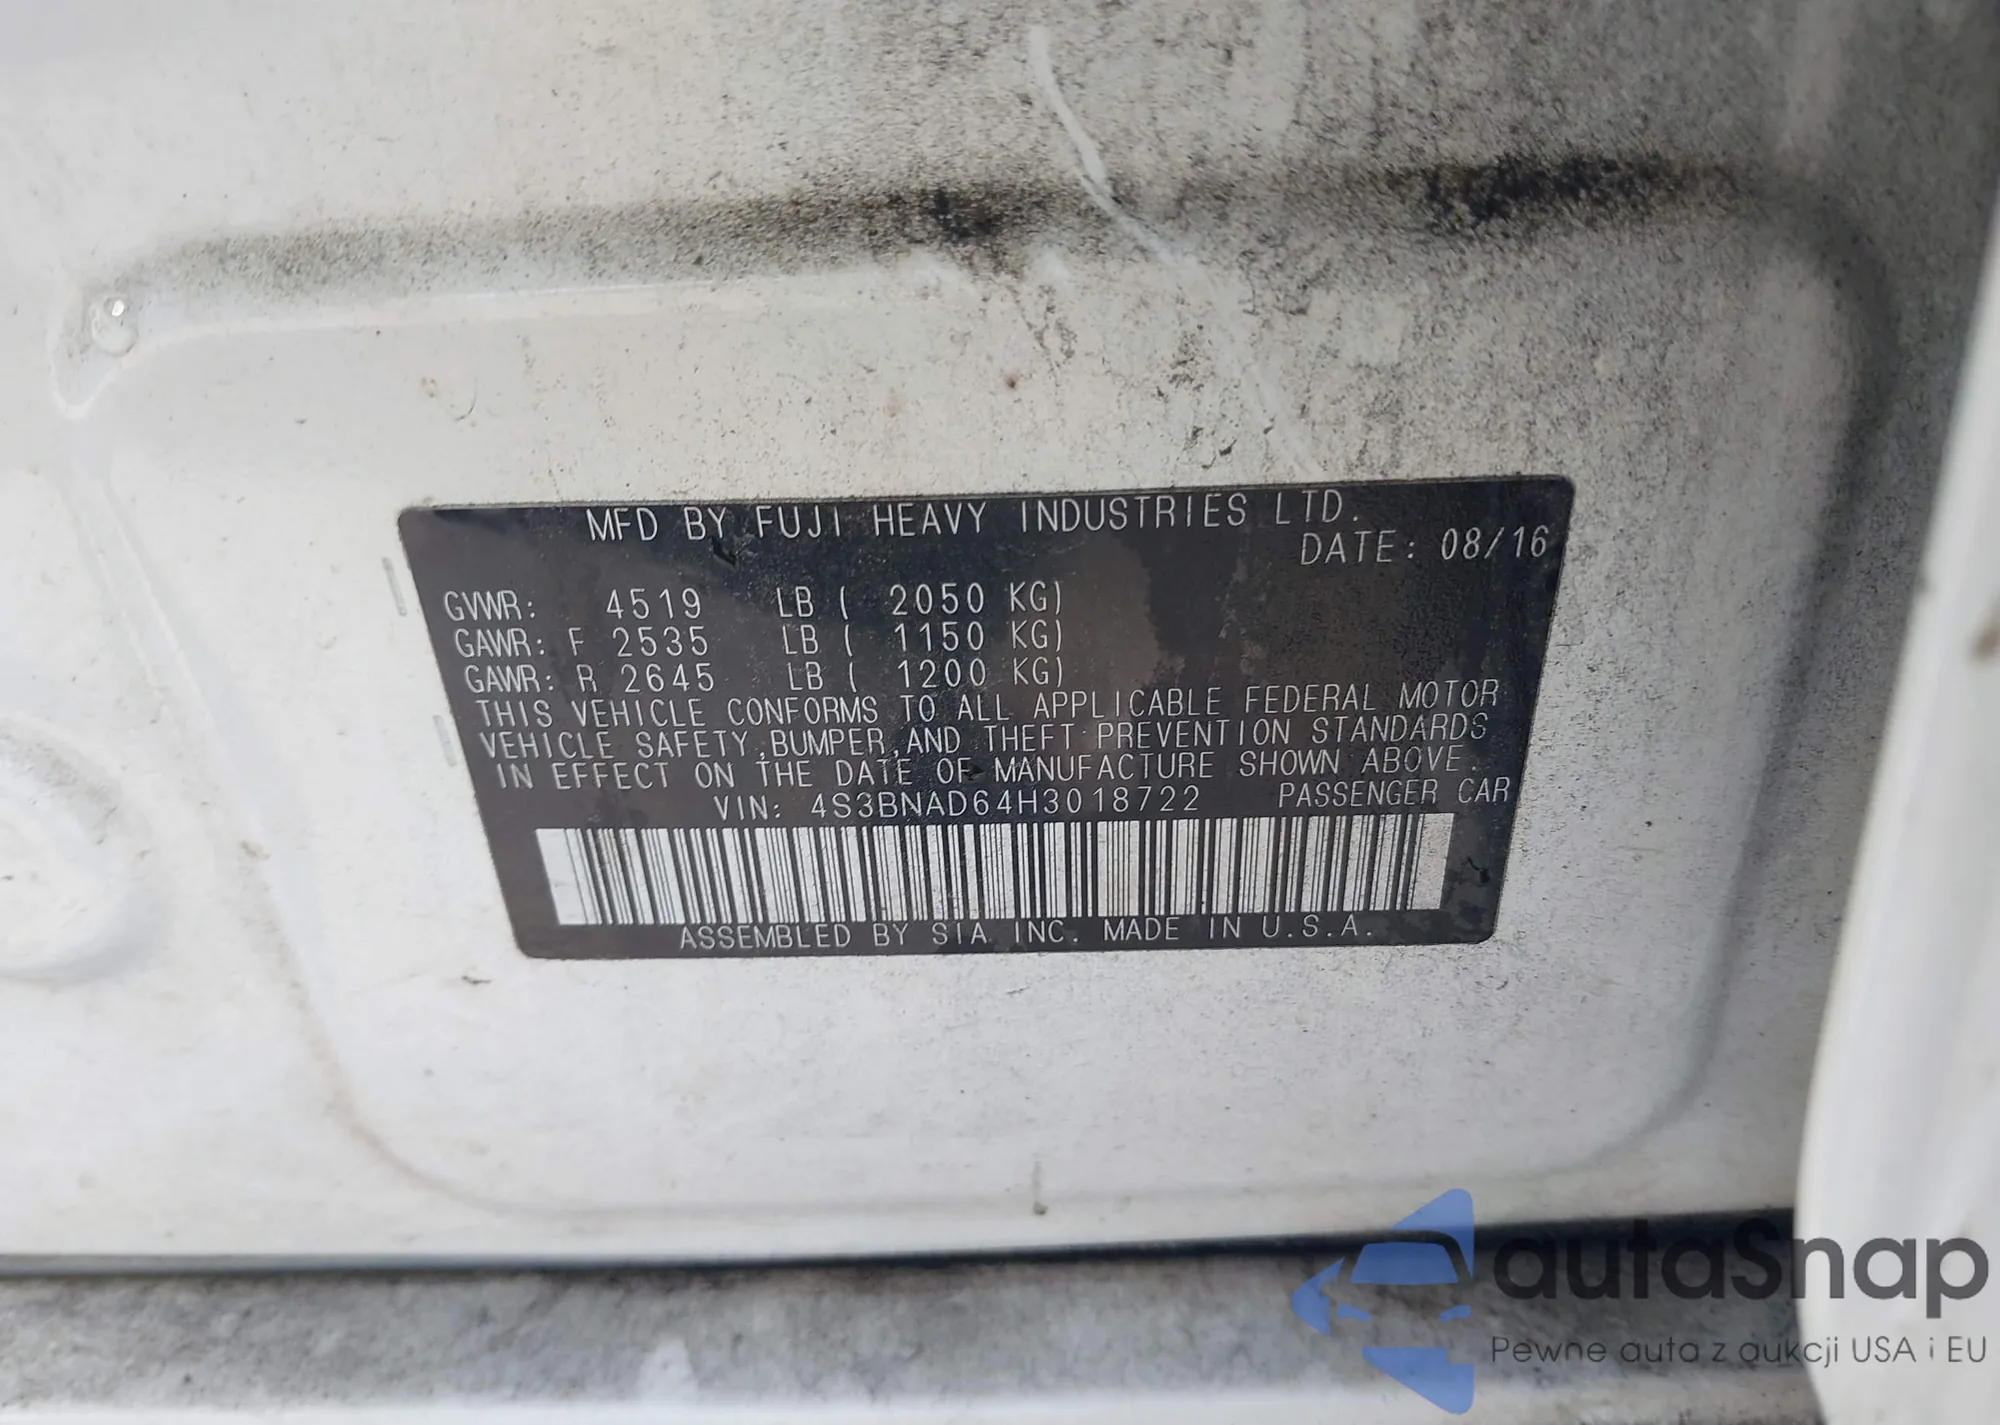 MFD BY FUJI HEAVY INDUSTRIES LTD.
DATE: 08/16
GVWR: 4519 LB ( 2050 KG)
GAWR: F 2535 LB ( 1150 KG)
GAWR: R 2645 LB ( 1200 KG)
THIS VEHICLE CONFORMS TO ALL APPLICABLE FEDERAL MOTOR
VEHICLE SAFETY,BUMPER,AND THEFT PREVENTION STANDARDS
IN EFFECT ON THE DATE OF MANUFACTURE SHOWN ABOVE.
VIN: 4S3BNAD64H3018722 PASSENGER CAR
ASSEMBLED BY SIA INC. MADE IN U.S.A.
autaSnap
Pewne auta z aukcji USA i EU